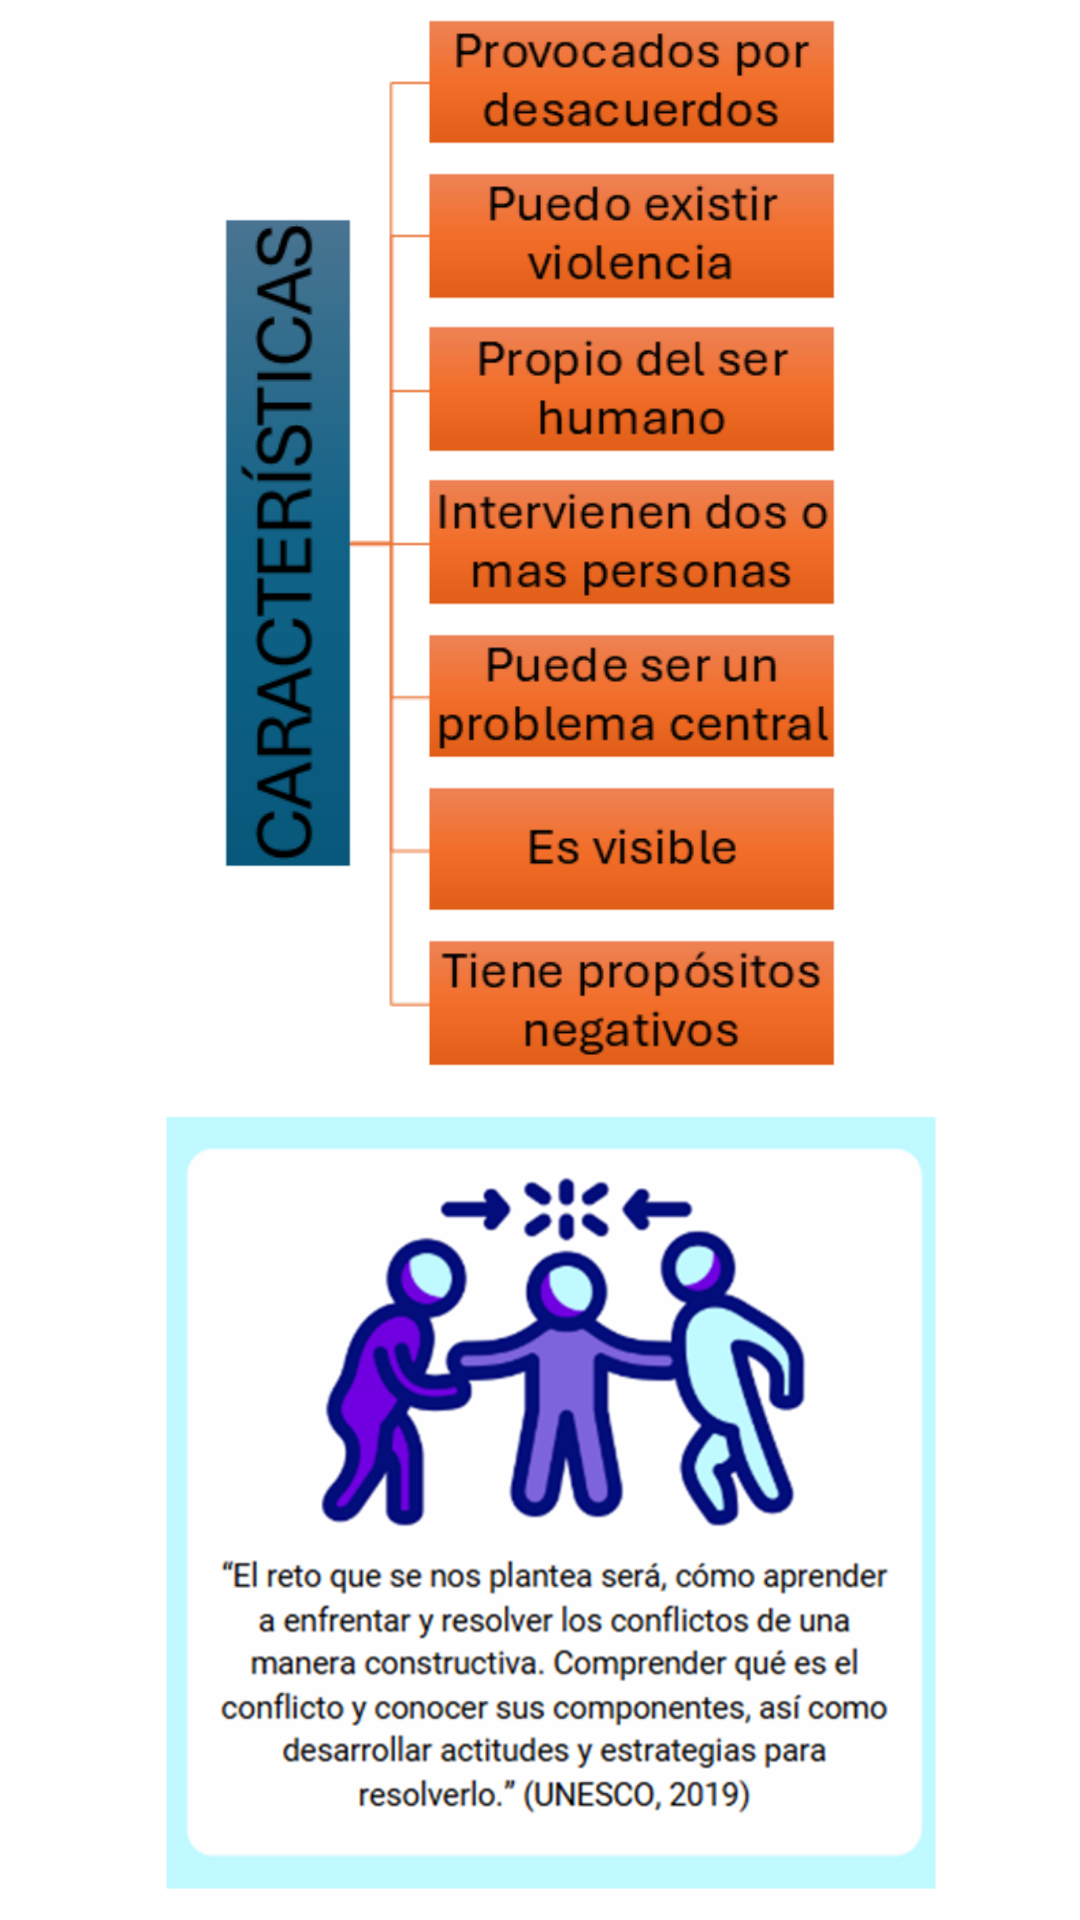 CARACTERÍSTICAS
Provocados por
desacuerdos
Puedo existir
violencia
Propio del ser
humano
Intervienen dos o
mas personas
Puede ser un
problema central
Es visible
Tiene propósitos
negativos
“El reto que se nos plantea será, cómo aprender
a enfrentar y resolver los conflictos de una
manera constructiva. Comprender qué es el
conflicto y conocer sus componentes, así como
desarrollar actitudes y estrategias para
resolverlo.” (UNESCO, 2019)